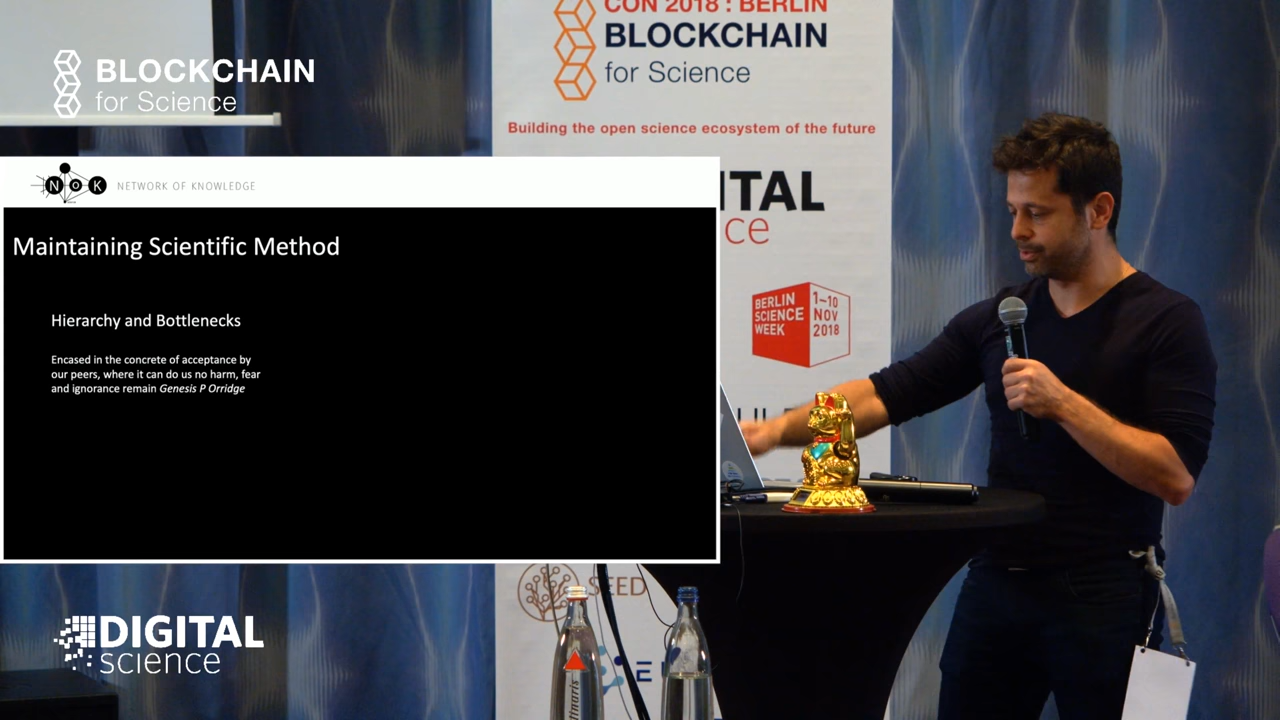 BLOCKCHAIN
for Science
CON 2018 : BERLIN
BLOCKCHAIN
for Science
Building the open science ecosystem of the future
NOK NETWORK OF KNOWLEDGE
Maintaining Scientific Method
Hierarchy and Bottlenecks
Encased in the concrete of acceptance by
our peers, where it can do us no harm, fear
and ignorance remain Genesis P Orridge
ITAL
ce
BERLIN
SCIENCE
WEEK
1–10
NOV
2018
SEED
DIGITAL
science